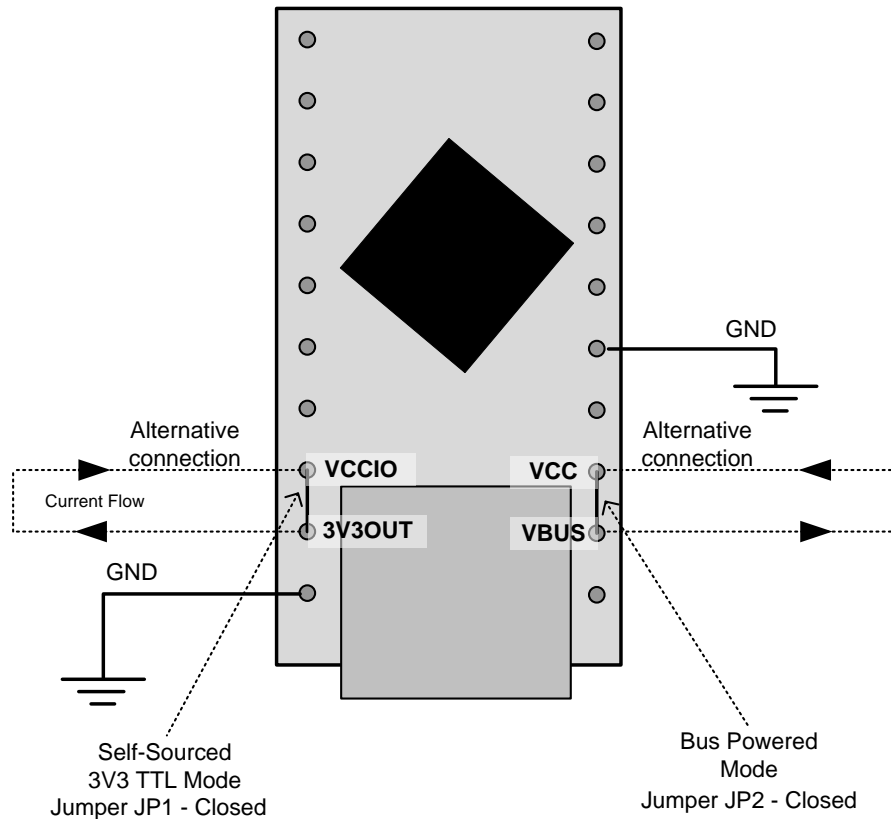 GND
Alternative
connection
Alternative
connection
VCCIO
VCC
Current Flow
3V3OUT
VBUS
GND
Self-Sourced
3V3 TTL Mode
Jumper JP1 - Closed
Bus Powered
Mode
Jumper JP2 - Closed